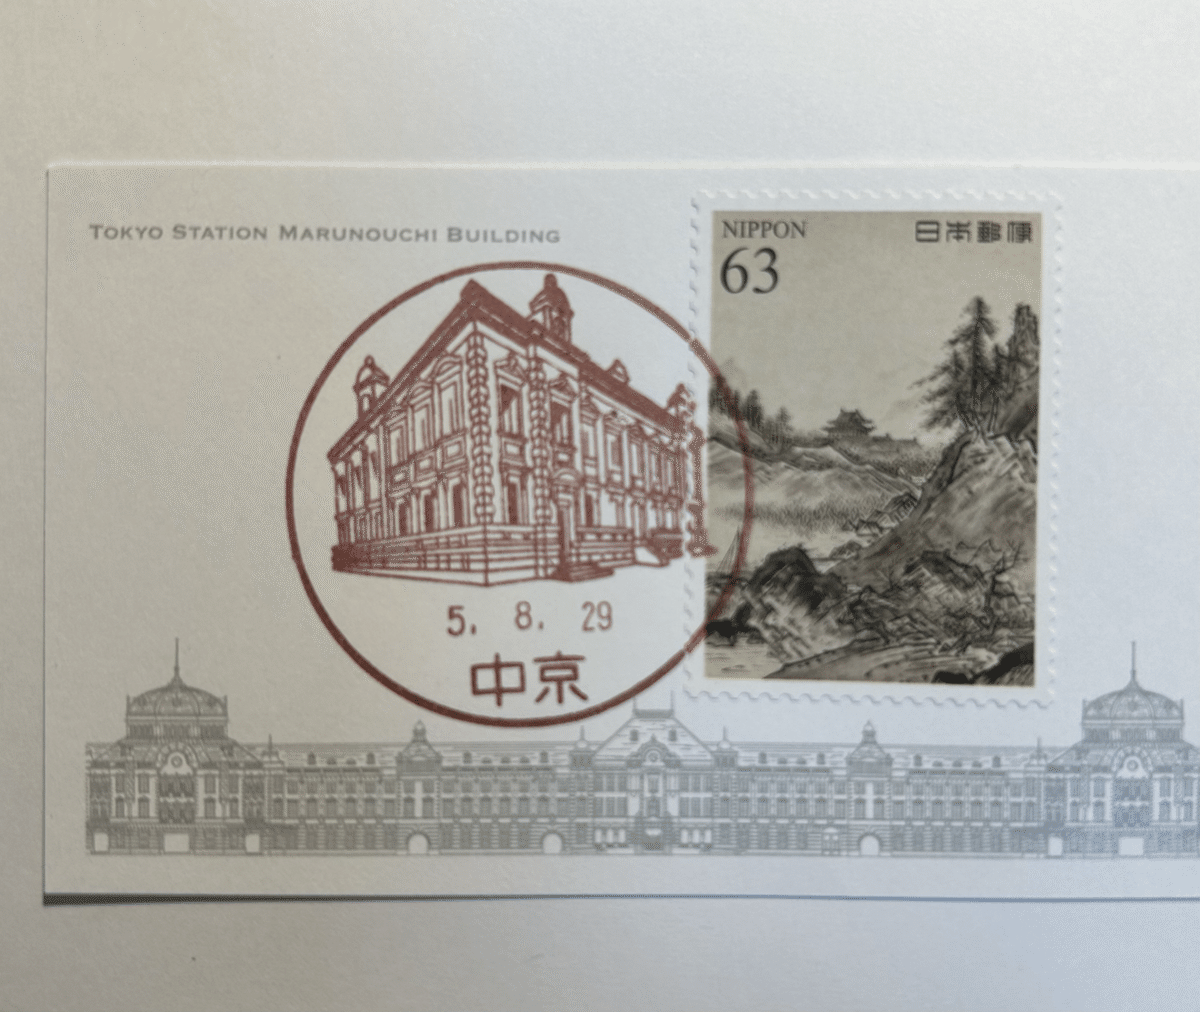 TOKYO STATION MARUNOUCHI BUILDING
NIPPON
63
日本郵便
5. 8. 29
中京